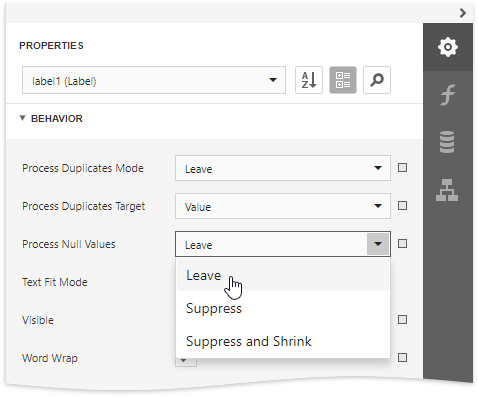 PROPERTIES
label1 (Label)
A
Z
BEHAVIOR
Process Duplicates Mode
Leave
Process Duplicates Target
Value
Process Null Values
Leave
Leave
Text Fit Mode
Suppress
Visible
Suppress and Shrink
Word Wrap